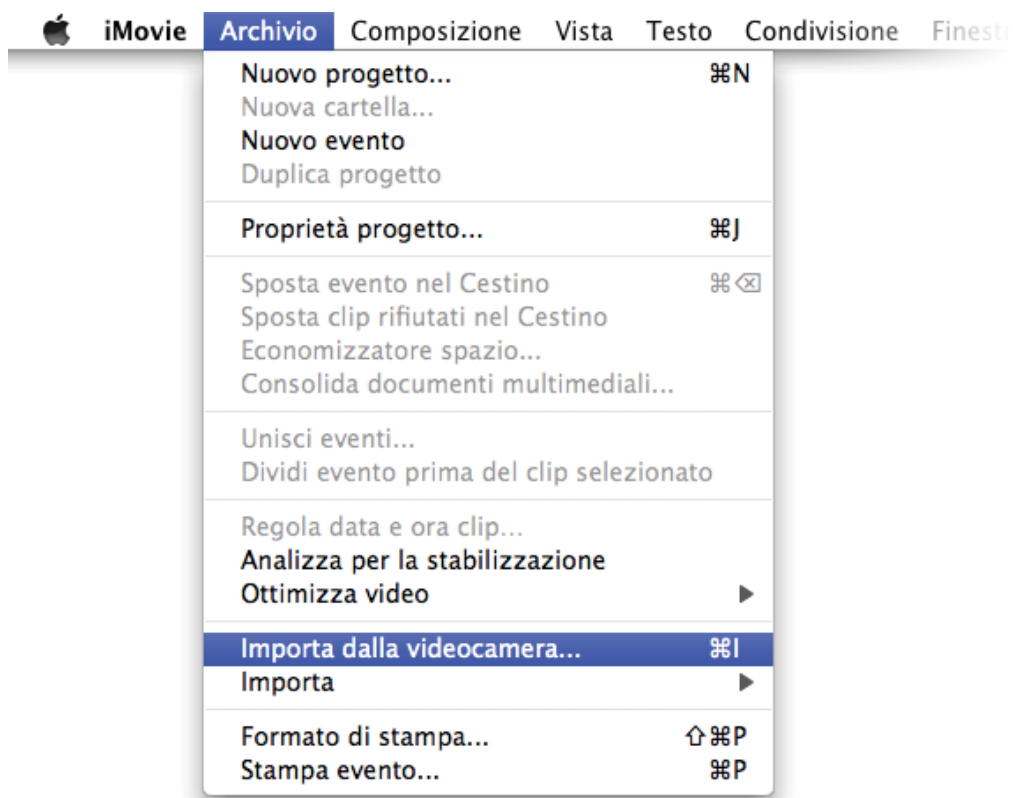 iMovie Archivio Composizione Vista Testo Condivisione Finestr
Nuovo progetto... ⌘N
Nuova cartella...
Nuovo evento
Duplica progetto
Proprietà progetto... ⌘J
Sposta evento nel Cestino ⌘⌫
Sposta clip rifiutati nel Cestino
Economizzatore spazio...
Consolida documenti multimediali...
Unisci eventi...
Dividi evento prima del clip selezionato
Regola data e ora clip...
Analizza per la stabilizzazione
Ottimizza video
Importa dalla videocamera... ⌘I
Importa
Formato di stampa... ⇧⌘P
Stampa evento... ⌘P